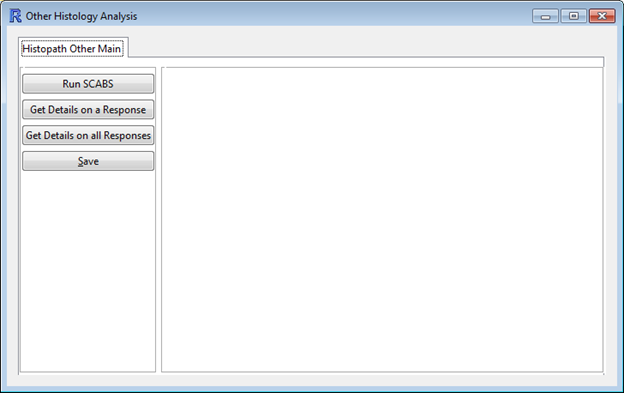 Other Histology Analysis
Histopath Other Main
Run SCABS
Get Details on a Response
Get Details on all Responses
Save